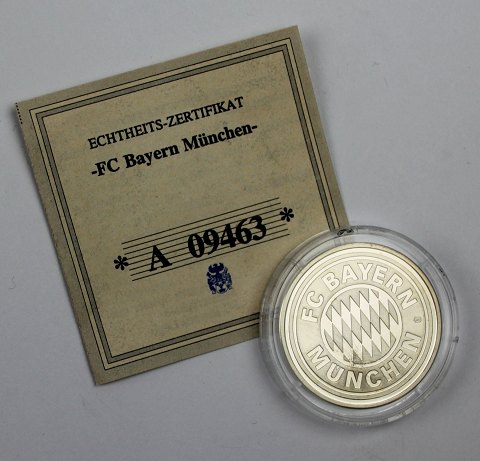 ECHTHEITS-ZERTIFIKAT
-FC Bayern München-
* A 09463 *
FC BAYERN
MÜNCHEN